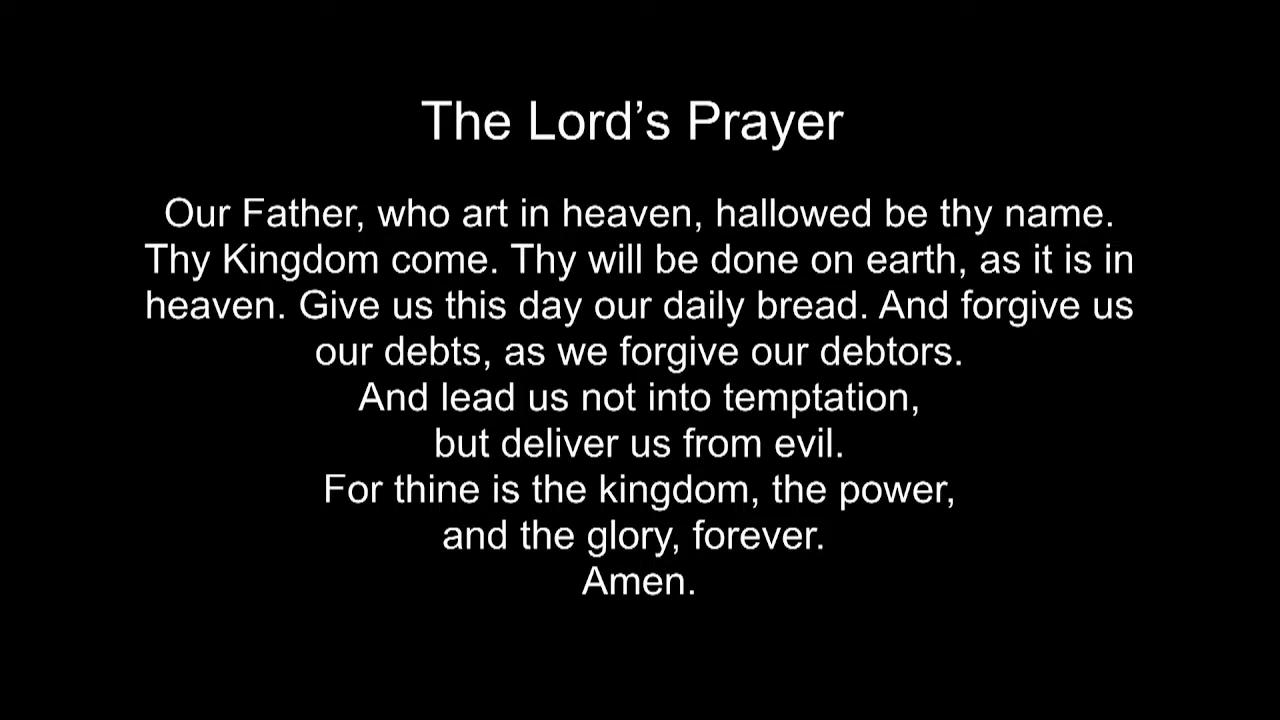 The Lord’s Prayer
Our Father, who art in heaven, hallowed be thy name.
Thy Kingdom come. Thy will be done on earth, as it is in
heaven. Give us this day our daily bread. And forgive us
our debts, as we forgive our debtors.
And lead us not into temptation,
but deliver us from evil.
For thine is the kingdom, the power,
and the glory, forever.
Amen.